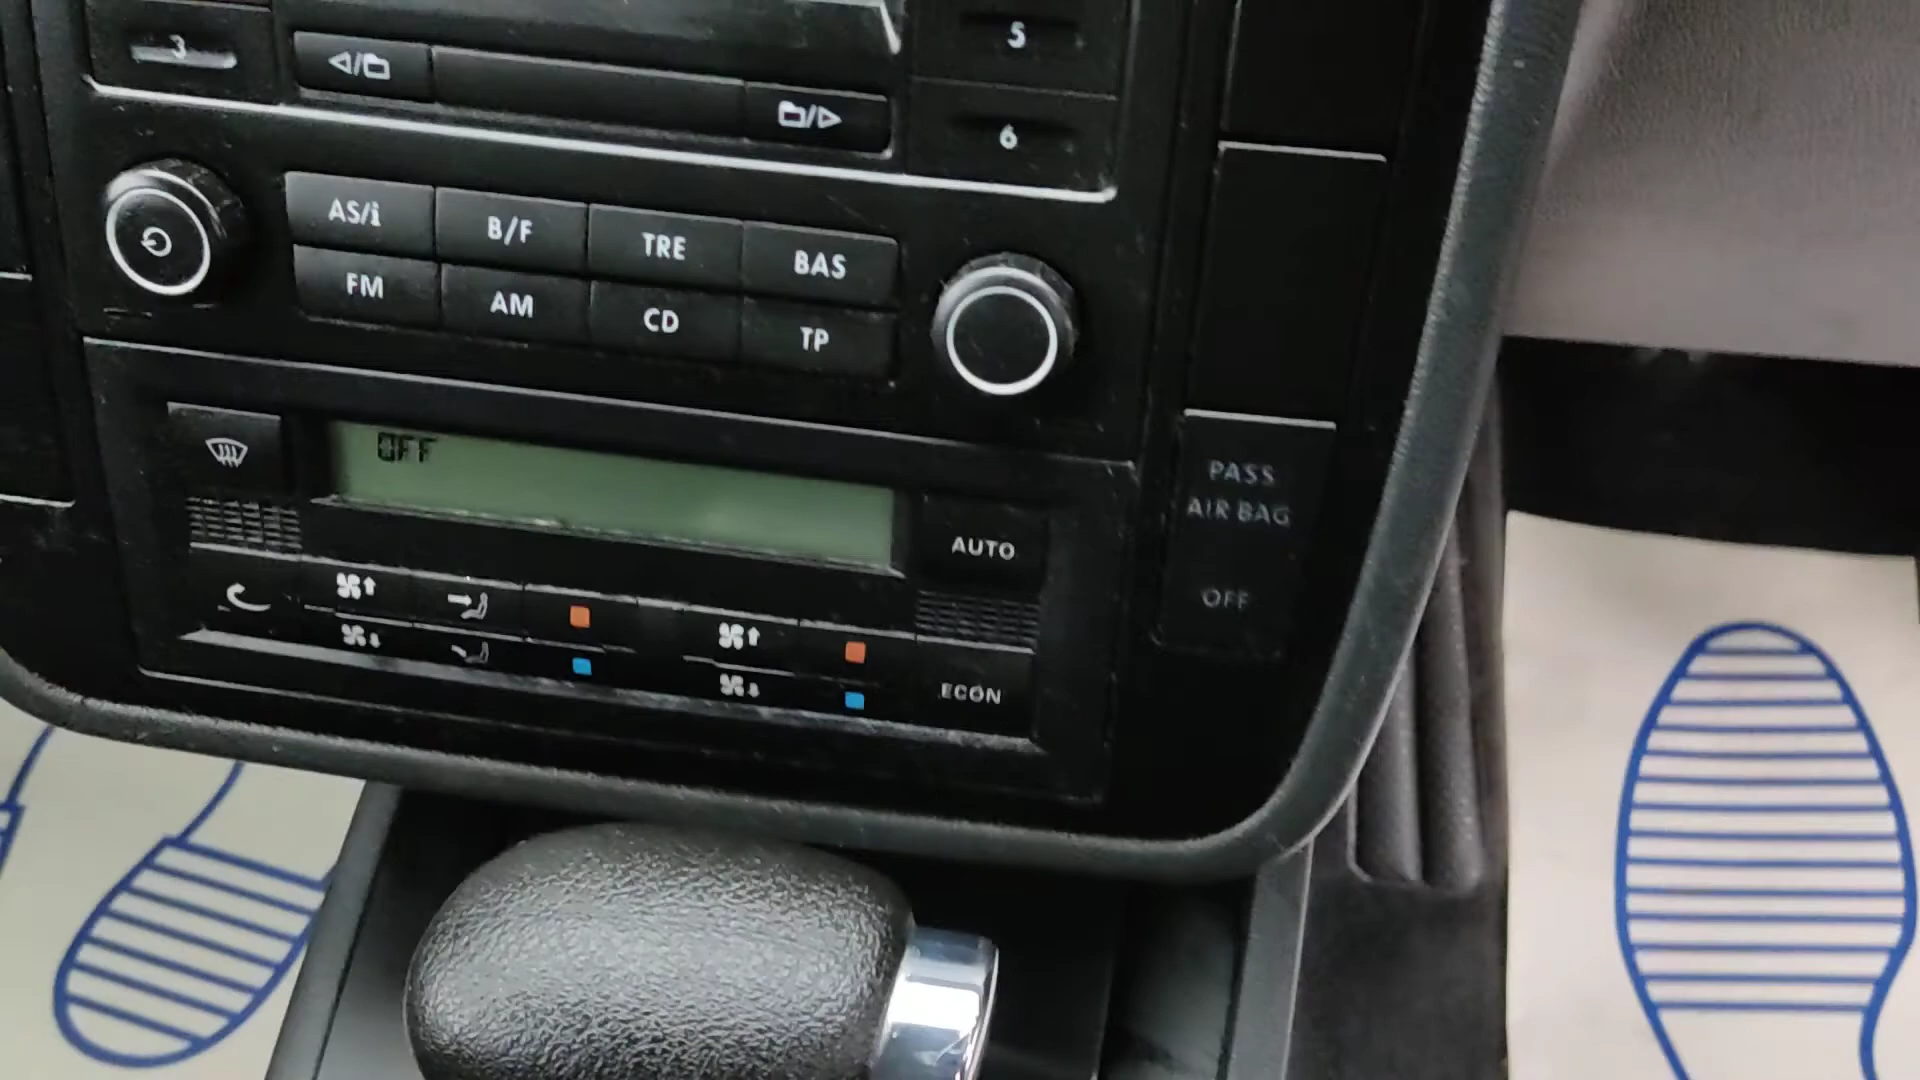 3
5
6
AS/i
B/F
TRE
BAS
FM
AM
CD
TP
OFF
AUTO
ECON
PASS
AIR BAG
OFF